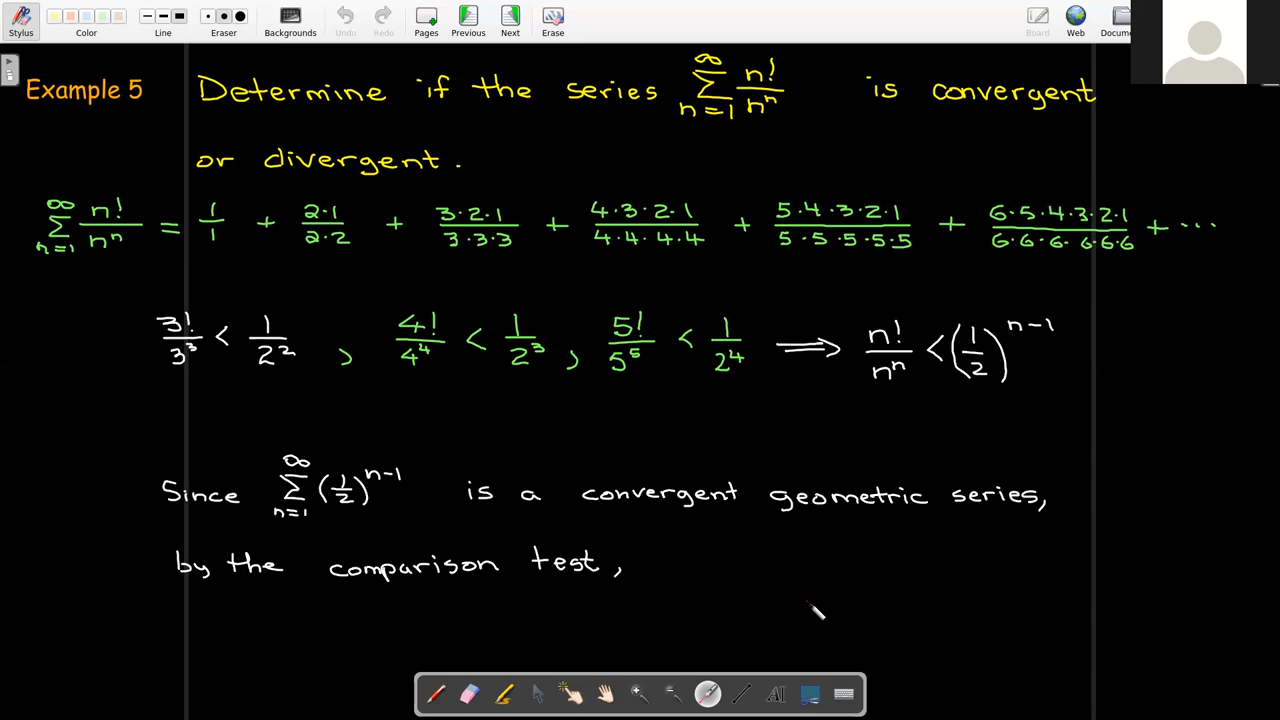 Stylus Color Line Eraser Backgrounds Undo Redo Pages Previous Next Erase Board Web Docum
Example 5 Determine if the series ∑_{n=1}^{∞} n!/n^n is convergent
or divergent.
∑_{n=1}^{∞} n!/n^n = 1/1 + 2·1/2·2 + 3·2·1/3·3·3 + 4·3·2·1/4·4·4·4 + 5·4·3·2·1/5·5·5·5·5 + 6·5·4·3·2·1/6·6·6·6·6·6 + ...
3!/3^3 < 1/2^2 , 4!/4^4 < 1/2^3 , 5!/5^5 < 1/2^4 ⟹ n!/n^n < (1/2)^{n-1}
Since ∑_{n=1}^{∞} (1/2)^{n-1} is a convergent geometric series,
by the comparison test,
AI